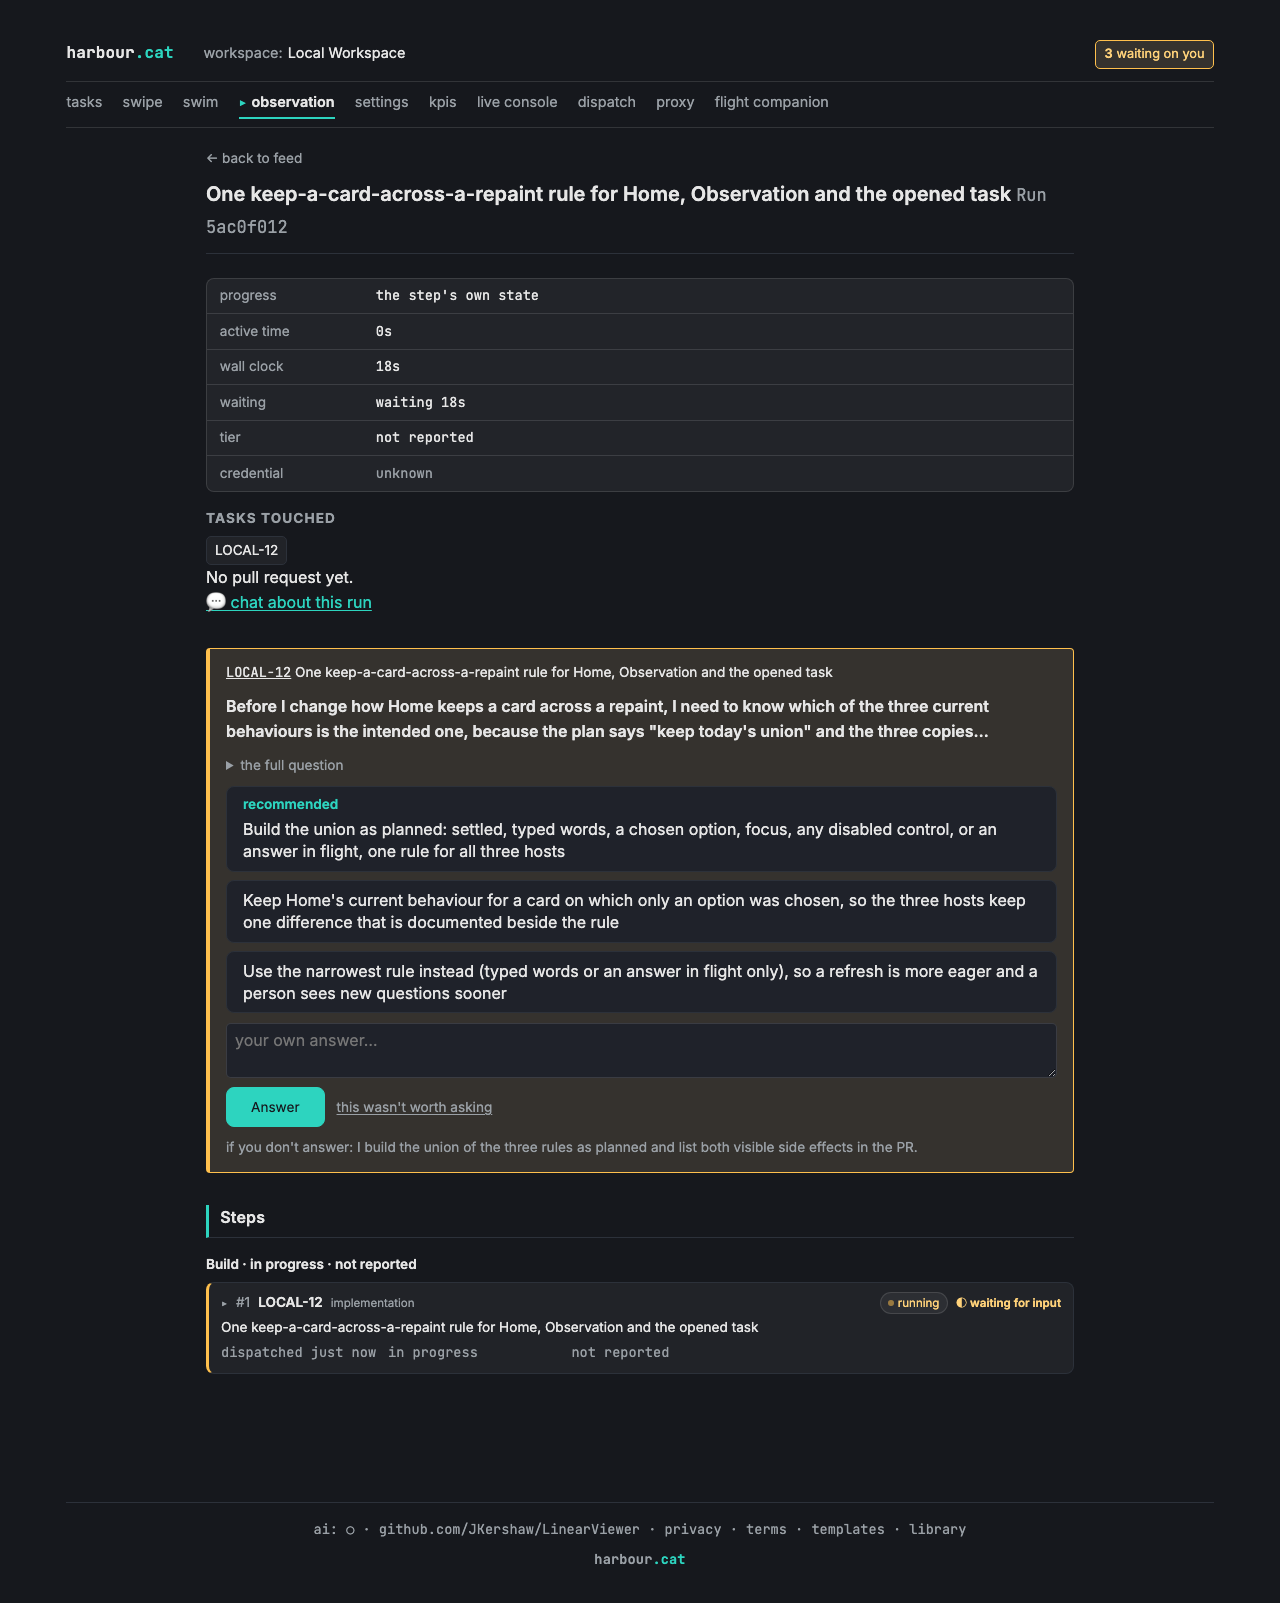 harbour.cat
workspace: Local Workspace
3 waiting on you
tasks swipe swim ▸ observation settings kpis live console dispatch proxy flight companion
← back to feed
One keep-a-card-across-a-repaint rule for Home, Observation and the opened task Run
5ac0f012
progress the step's own state
active time 0s
wall clock 18s
waiting waiting 18s
tier not reported
credential unknown
TASKS TOUCHED
LOCAL-12
No pull request yet.
💬 chat about this run
LOCAL-12 One keep-a-card-across-a-repaint rule for Home, Observation and the opened task
Before I change how Home keeps a card across a repaint, I need to know which of the three current
behaviours is the intended one, because the plan says "keep today's union" and the three copies…
▶ the full question
recommended
Build the union as planned: settled, typed words, a chosen option, focus, any disabled control, or an
answer in flight, one rule for all three hosts
Keep Home's current behaviour for a card on which only an option was chosen, so the three hosts keep
one difference that is documented beside the rule
Use the narrowest rule instead (typed words or an answer in flight only), so a refresh is more eager and a
person sees new questions sooner
your own answer…
Answer this wasn't worth asking
if you don't answer: I build the union of the three rules as planned and list both visible side effects in the PR.
Steps
Build · in progress · not reported
▸ #1 LOCAL-12 implementation
● running ◐ waiting for input
One keep-a-card-across-a-repaint rule for Home, Observation and the opened task
dispatched just now in progress not reported
ai: ○ · github.com/JKershaw/LinearViewer · privacy · terms · templates · library
harbour.cat